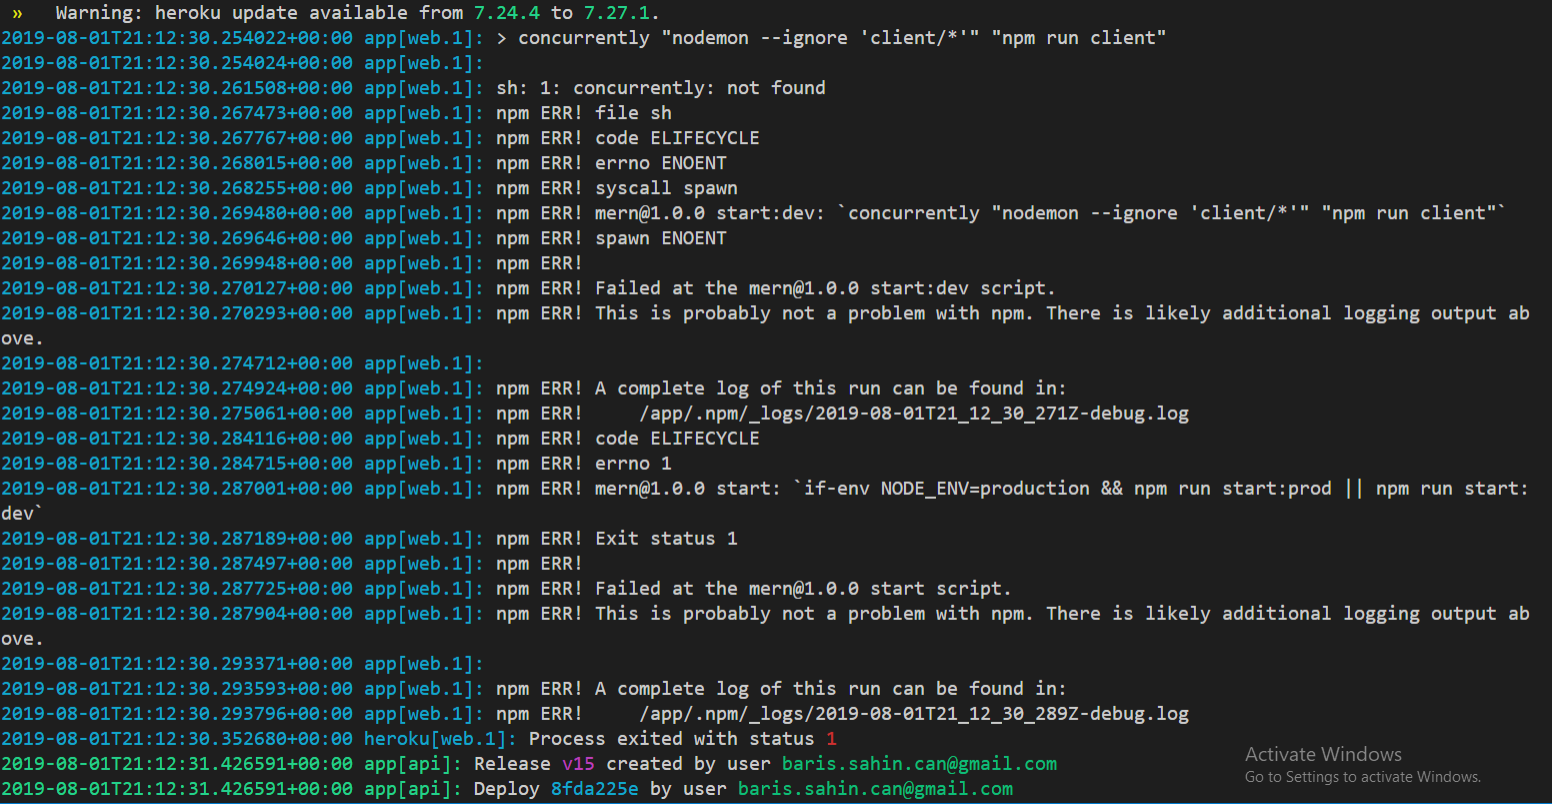 »   Warning: heroku update available from 7.24.4 to 7.27.1.
2019-08-01T21:12:30.254022+00:00 app[web.1]: > concurrently "nodemon --ignore 'client/*'" "npm run client"
2019-08-01T21:12:30.254024+00:00 app[web.1]:
2019-08-01T21:12:30.261508+00:00 app[web.1]: sh: 1: concurrently: not found
2019-08-01T21:12:30.267473+00:00 app[web.1]: npm ERR! file sh
2019-08-01T21:12:30.267767+00:00 app[web.1]: npm ERR! code ELIFECYCLE
2019-08-01T21:12:30.268015+00:00 app[web.1]: npm ERR! errno ENOENT
2019-08-01T21:12:30.268255+00:00 app[web.1]: npm ERR! syscall spawn
2019-08-01T21:12:30.269480+00:00 app[web.1]: npm ERR! mern@1.0.0 start:dev: `concurrently "nodemon --ignore 'client/*'" "npm run client"`
2019-08-01T21:12:30.269646+00:00 app[web.1]: npm ERR! spawn ENOENT
2019-08-01T21:12:30.269948+00:00 app[web.1]: npm ERR!
2019-08-01T21:12:30.270127+00:00 app[web.1]: npm ERR! Failed at the mern@1.0.0 start:dev script.
2019-08-01T21:12:30.270293+00:00 app[web.1]: npm ERR! This is probably not a problem with npm. There is likely additional logging output ab
ove.
2019-08-01T21:12:30.274712+00:00 app[web.1]:
2019-08-01T21:12:30.274924+00:00 app[web.1]: npm ERR! A complete log of this run can be found in:
2019-08-01T21:12:30.275061+00:00 app[web.1]: npm ERR!     /app/.npm/_logs/2019-08-01T21_12_30_271Z-debug.log
2019-08-01T21:12:30.284116+00:00 app[web.1]: npm ERR! code ELIFECYCLE
2019-08-01T21:12:30.284715+00:00 app[web.1]: npm ERR! errno 1
2019-08-01T21:12:30.287001+00:00 app[web.1]: npm ERR! mern@1.0.0 start: `if-env NODE_ENV=production && npm run start:prod || npm run start:
dev`
2019-08-01T21:12:30.287189+00:00 app[web.1]: npm ERR! Exit status 1
2019-08-01T21:12:30.287497+00:00 app[web.1]: npm ERR!
2019-08-01T21:12:30.287725+00:00 app[web.1]: npm ERR! Failed at the mern@1.0.0 start script.
2019-08-01T21:12:30.287904+00:00 app[web.1]: npm ERR! This is probably not a problem with npm. There is likely additional logging output ab
ove.
2019-08-01T21:12:30.293371+00:00 app[web.1]:
2019-08-01T21:12:30.293593+00:00 app[web.1]: npm ERR! A complete log of this run can be found in:
2019-08-01T21:12:30.293796+00:00 app[web.1]: npm ERR!     /app/.npm/_logs/2019-08-01T21_12_30_289Z-debug.log
2019-08-01T21:12:30.352680+00:00 heroku[web.1]: Process exited with status 1
2019-08-01T21:12:31.426591+00:00 app[api]: Release v15 created by user baris.sahin.can@gmail.com
2019-08-01T21:12:31.426591+00:00 app[api]: Deploy 8fda225e by user baris.sahin.can@gmail.com
Activate Windows
Go to Settings to activate Windows.